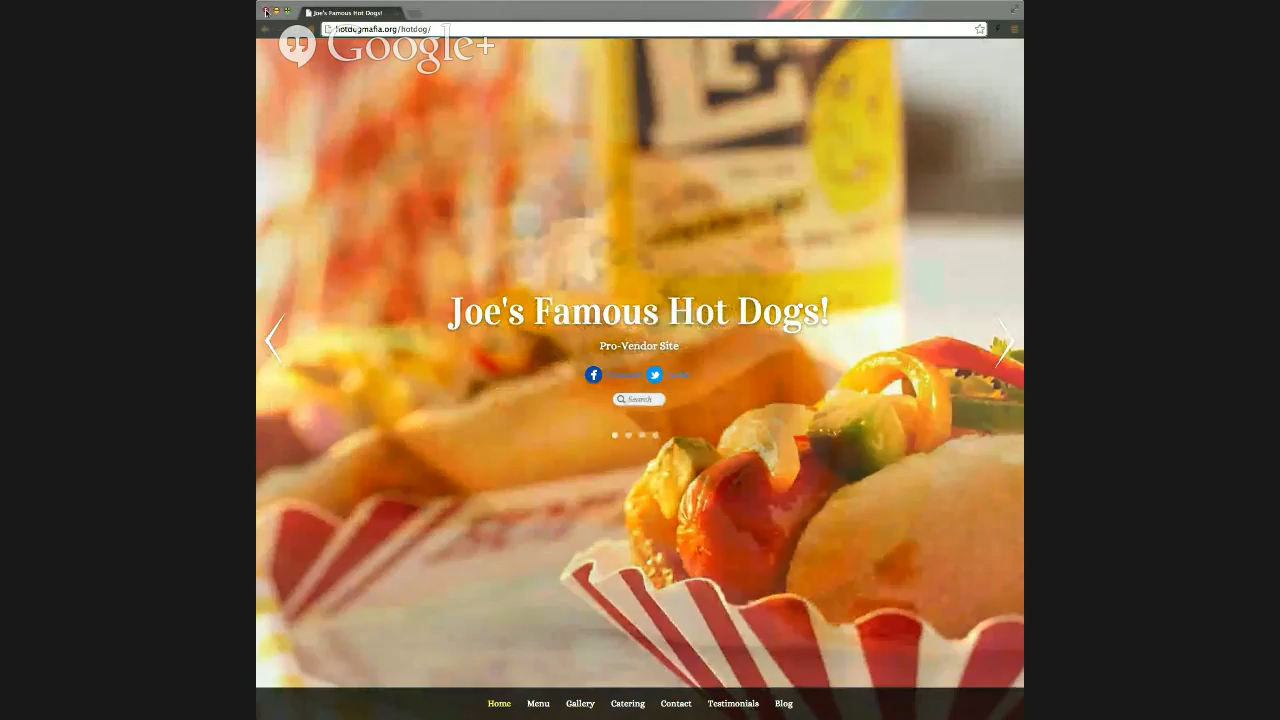 Joe's Famous Hot Dogs!
hotdogmafia.org/hotdog/
Google+
Joe's Famous Hot Dogs!
Pro-Vendor Site
Search
Home Menu Gallery Catering Contact Testimonials Blog